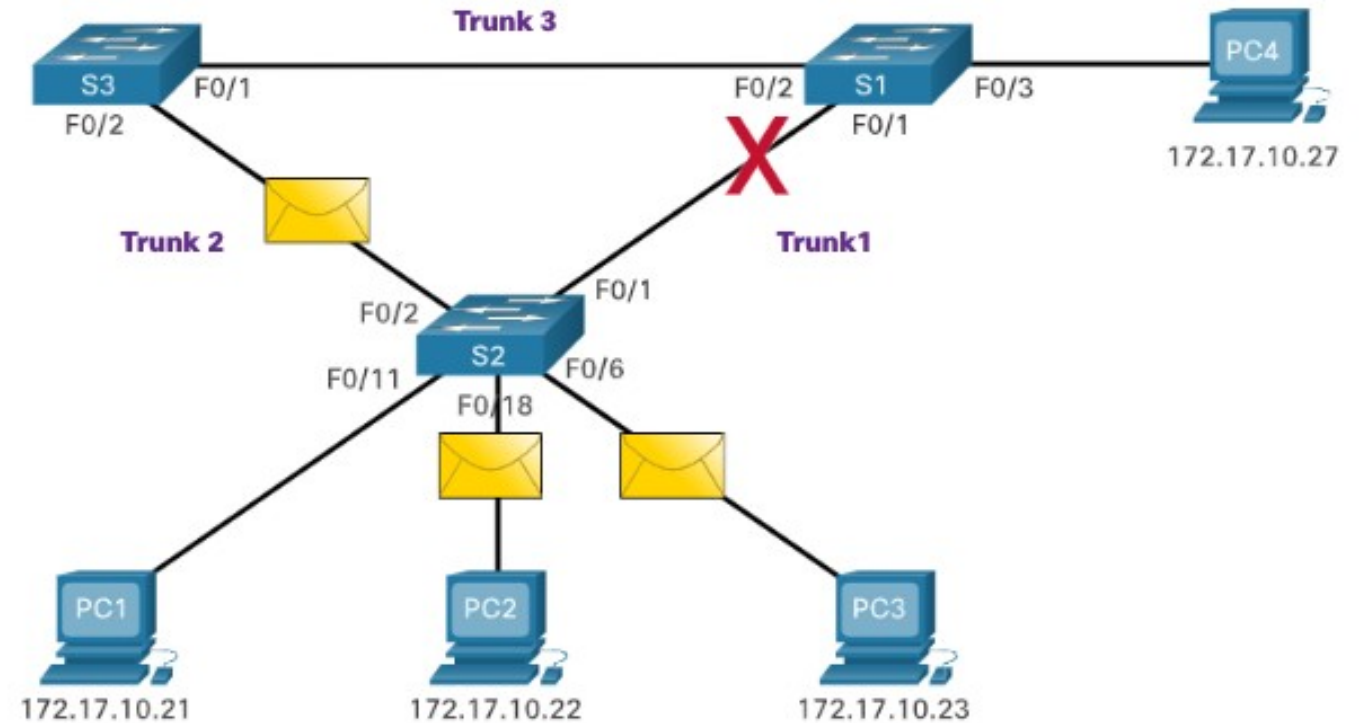 Trunk 3
S3
F0/1
F0/2
S1
F0/3
PC4
F0/2
F0/1
172.17.10.27
Trunk 2
Trunk1
F0/2
F0/1
S2
F0/11
F0/6
F0/18
PC1
PC2
PC3
172.17.10.21
172.17.10.22
172.17.10.23